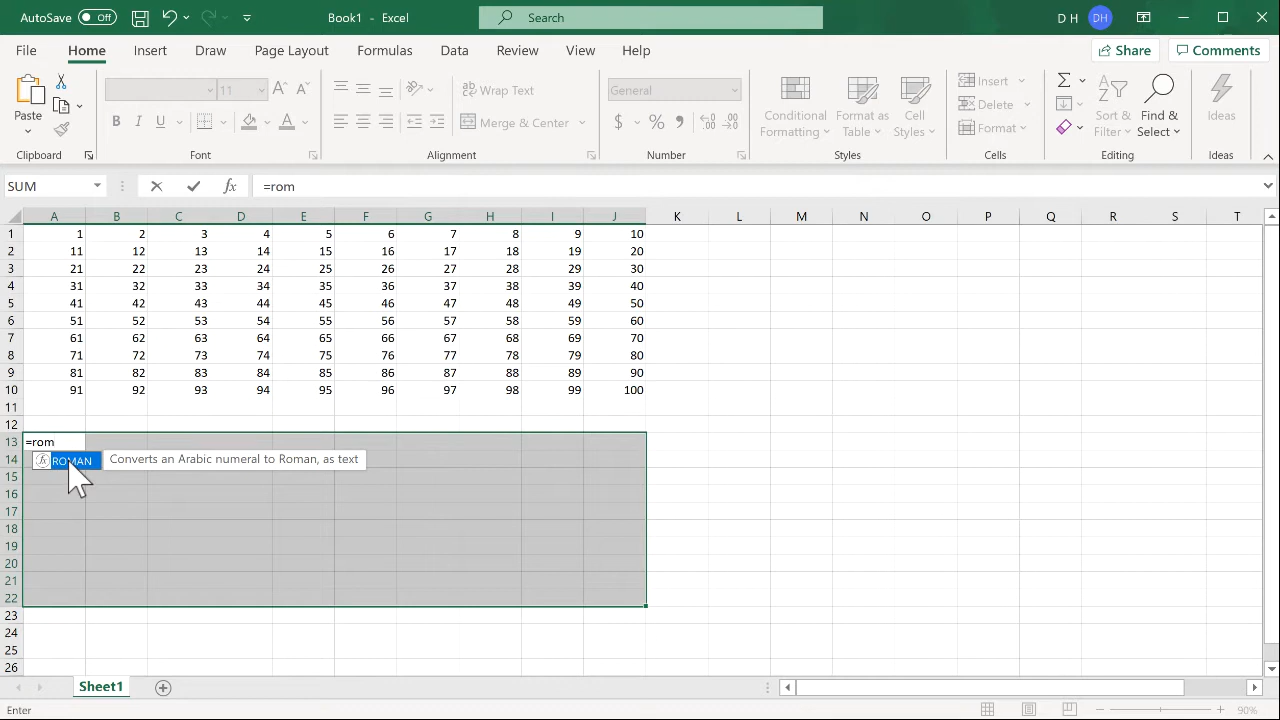 AutoSave Off Book1 - Excel Search D H DH
File Home Insert Draw Page Layout Formulas Data Review View Help Share Comments
Paste 11 Wrap Text General Conditional Formatting Format as Table Cell Styles Insert Sort & Filter Find & Select Ideas
B I U Merge & Center $ % Delete
Format
Clipboard Font Alignment Number Styles Cells Editing Ideas
SUM fx =rom
A B C D E F G H I J K L M N O P Q R S T
1 1 2 3 4 5 6 7 8 9 10
2 11 12 13 14 15 16 17 18 19 20
3 21 22 23 24 25 26 27 28 29 30
4 31 32 33 34 35 36 37 38 39 40
5 41 42 43 44 45 46 47 48 49 50
6 51 52 53 54 55 56 57 58 59 60
7 61 62 63 64 65 66 67 68 69 70
8 71 72 73 74 75 76 77 78 79 80
9 81 82 83 84 85 86 87 88 89 90
10 91 92 93 94 95 96 97 98 99 100
11
12
13 =rom
14 fx ROMAN Converts an Arabic numeral to Roman, as text
15
16
17
18
19
20
21
22
23
24
25
26
Sheet1
Enter 90%